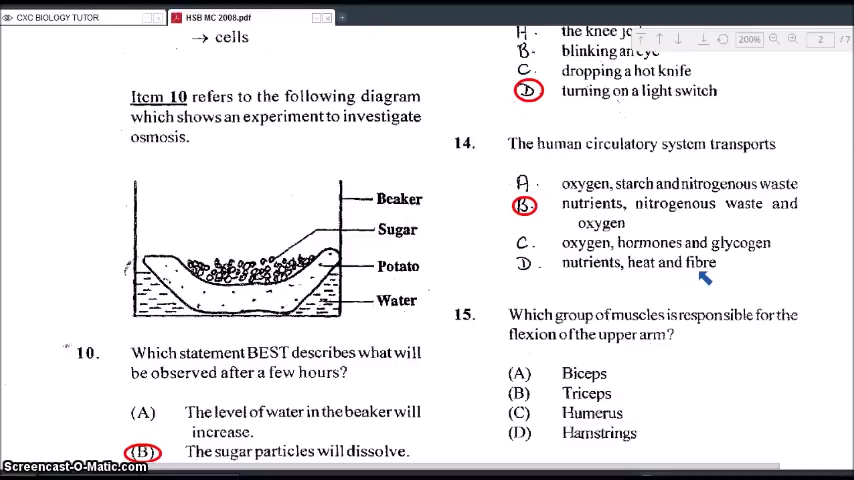 CXC BIOLOGY TUTOR
HSB MC 2008.pdf
200%
2
/ 7
→ cells
Item 10 refers to the following diagram
which shows an experiment to investigate
osmosis.
Beaker
Sugar
Potato
Water
10. Which statement BEST describes what will
be observed after a few hours?
(A) The level of water in the beaker will
increase.
(B) The sugar particles will dissolve.
the knee
B. blinking an eye
C. dropping a hot knife
D. turning on a light switch
14. The human circulatory system transports
A. oxygen, starch and nitrogenous waste
B. nutrients, nitrogenous waste and
oxygen
C. oxygen, hormones and glycogen
D. nutrients, heat and fibre
15. Which group of muscles is responsible for the
flexion of the upper arm?
(A) Biceps
(B) Triceps
(C) Humerus
(D) Hamstrings
Screencast-O-Matic.com